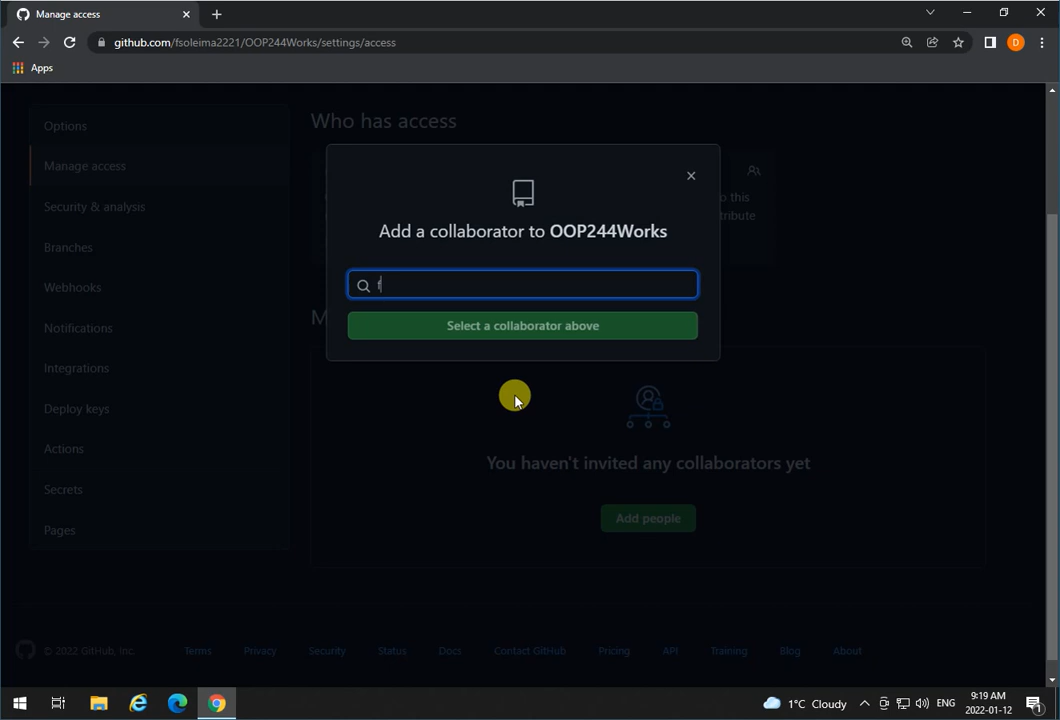 Manage access
github.com/fsoleima2221/OOP244Works/settings/access
Apps
Options
Manage access
Security & analysis
Branches
Webhooks
Notifications
Integrations
Deploy keys
Actions
Secrets
Pages
Who has access
to this
Add a collaborator to OOP244Works
f
Select a collaborator above
M
You haven't invited any collaborators yet
Add people
© 2022 GitHub, Inc.
Terms
Privacy
Security
Status
Docs
Contact GitHub
Pricing
API
Training
Blog
About
1°C Cloudy
ENG
9:19 AM
2022-01-12
1
D